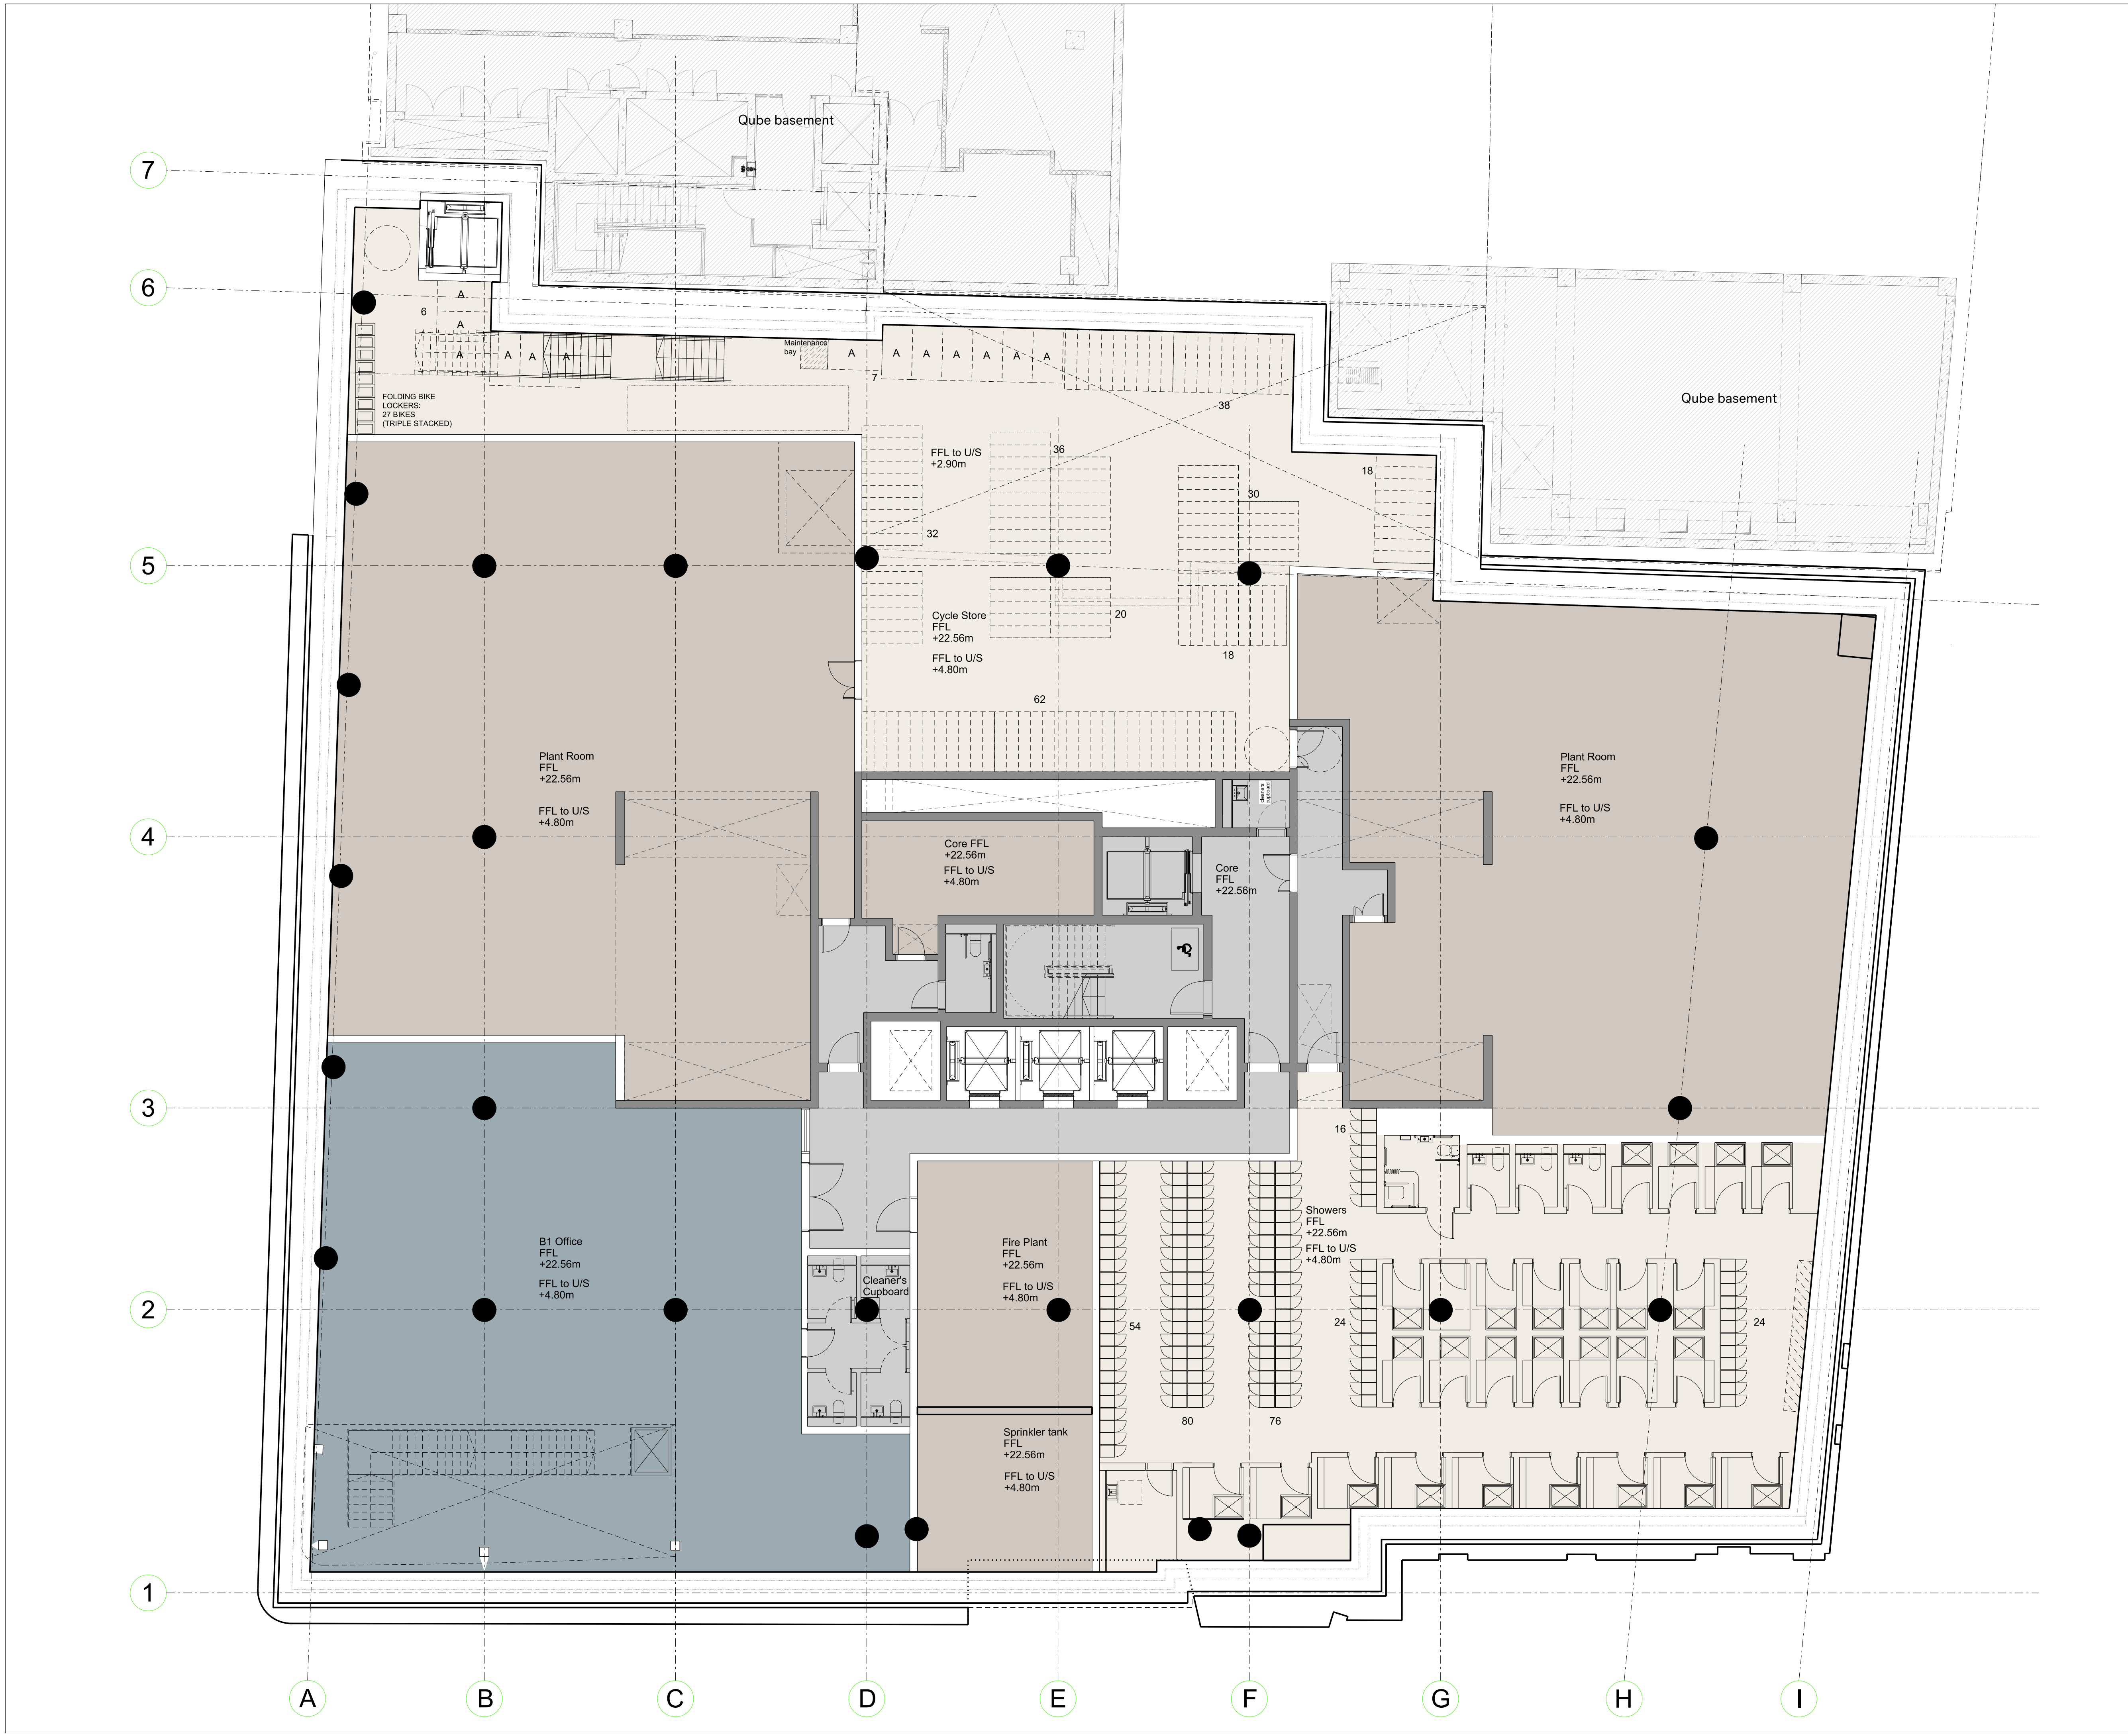 Qube basement
7
6
A
6
A
Maintenance
bay
A
A
A
A
A
A
A
A
A
A
A
7
FOLDING BIKE
LOCKERS:
27 BIKES
(TRIPLE STACKED)
Qube basement
38
FFL to U/S
+2.90m
36
18
30
32
5
Cycle Store
FFL
+22.56m
FFL to U/S
+4.80m
20
18
62
Plant Room
FFL
+22.56m
FFL to U/S
+4.80m
Plant Room
FFL
+22.56m
FFL to U/S
+4.80m
cleaners
cupboard
4
Core FFL
+22.56m
FFL to U/S
+4.80m
Core
FFL
+22.56m
3
16
Showers
FFL
+22.56m
FFL to U/S
+4.80m
B1 Office
FFL
+22.56m
FFL to U/S
+4.80m
Fire Plant
FFL
+22.56m
FFL to U/S
+4.80m
Cleaner's
Cupboard
2
54
24
24
80
76
Sprinkler tank
FFL
+22.56m
FFL to U/S
+4.80m
1
A
B
C
D
E
F
G
H
I